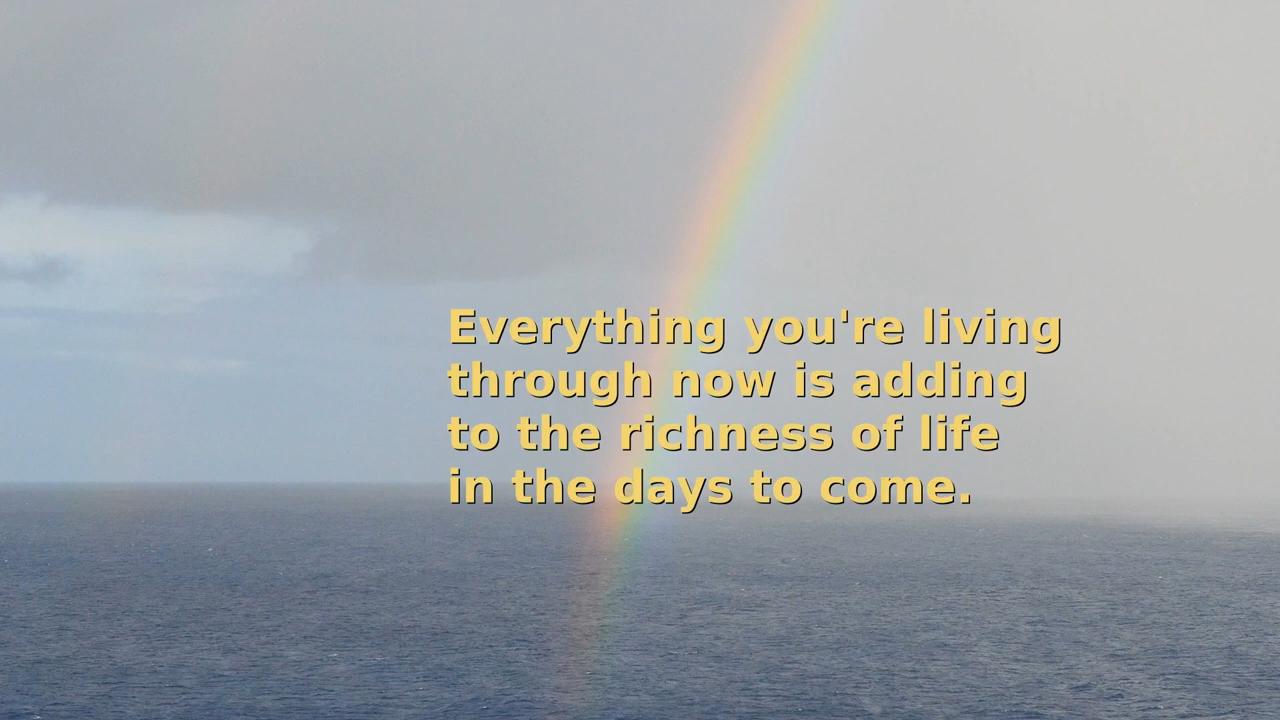 Everything you're living
through now is adding
to the richness of life
in the days to come.